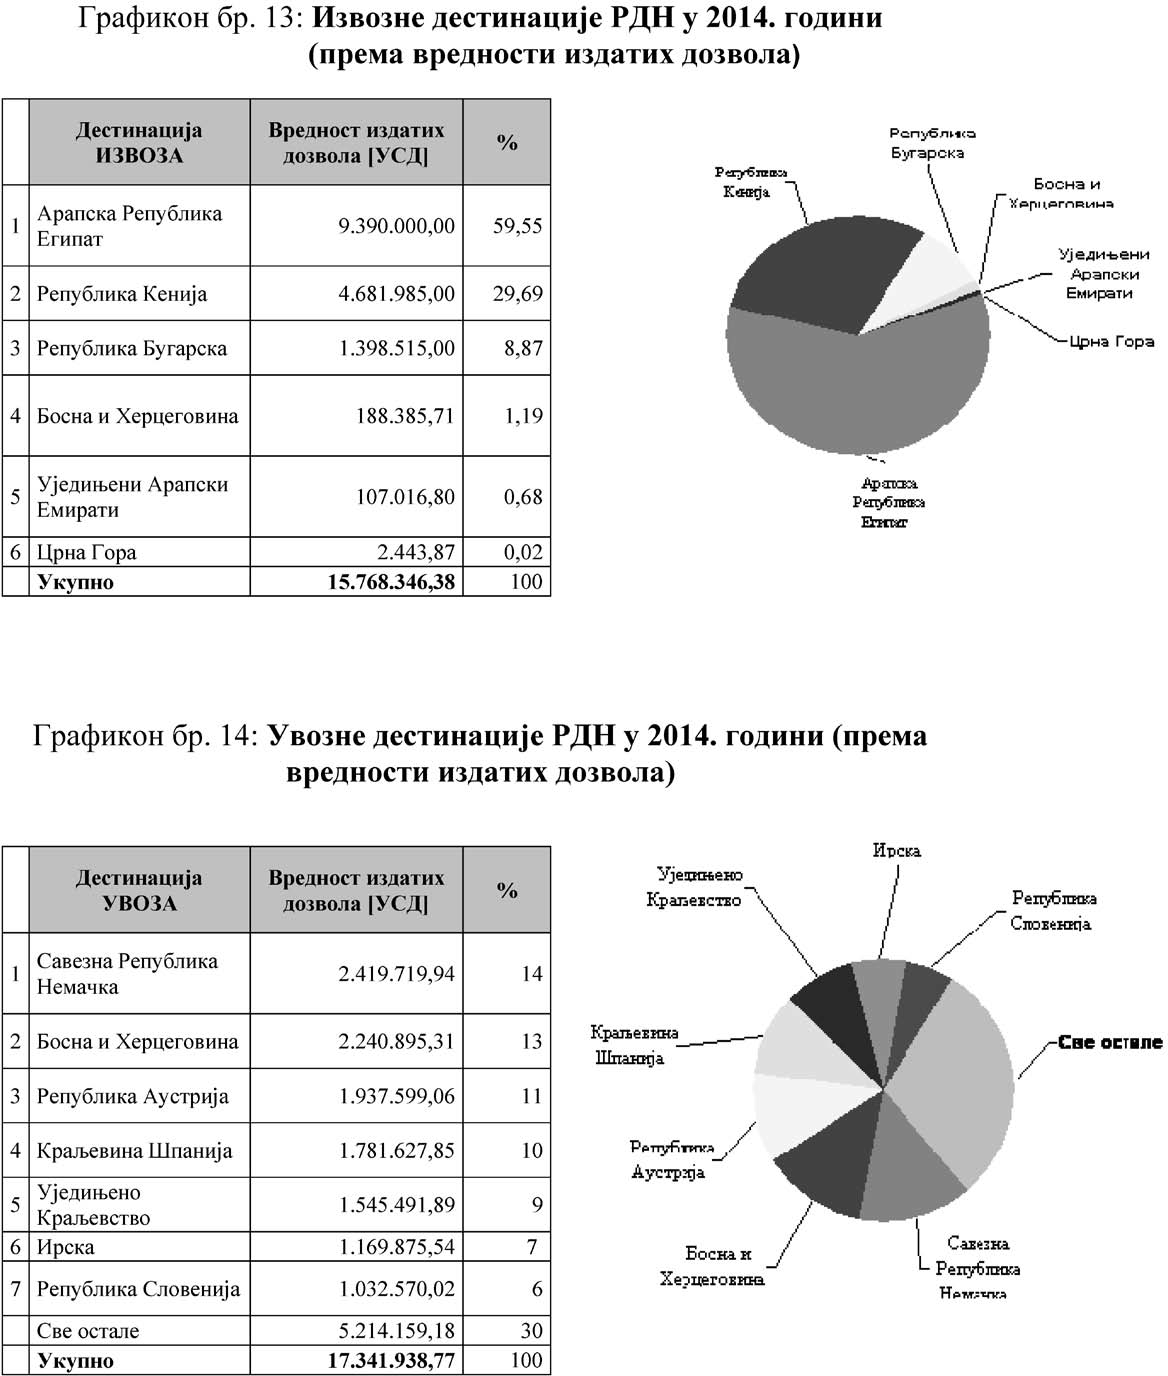 Графикон бр. 13: Извозне дестинације РДН у 2014. години
(према вредности издатих дозвола)
Дестинација
ИЗВОЗА
Вредност издатих
дозвола [УСД]
%
1 Арапска Република
Египат 9.390.000,00 59,55
2 Република Кенија 4.681.985,00 29,69
3 Република Бугарска 1.398.515,00 8,87
4 Босна и Херцеговина 188.385,71 1,19
5 Уједињени Арапски
Емирати 107.016,80 0,68
6 Црна Гора 2.443,87 0,02
Укупно 15.768.346,38 100
Република
Бугарска
Република
Кенија
Босна и
Херцеговина
Уједињени
Арапски
Емирати
Црна Гора
Арапска
Република
Египат
Графикон бр. 14: Увозне дестинације РДН у 2014. години (према
вредности издатих дозвола)
Дестинација
УВОЗА
Вредност издатих
дозвола [УСД]
%
1 Савезна Република
Немачка 2.419.719,94 14
2 Босна и Херцеговина 2.240.895,31 13
3 Република Аустрија 1.937.599,06 11
4 Краљевина Шпанија 1.781.627,85 10
5 Уједињено
Краљевство 1.545.491,89 9
6 Ирска 1.169.875,54 7
7 Република Словенија 1.032.570,02 6
Све остале 5.214.159,18 30
Укупно 17.341.938,77 100
Ирска
Уједињено
Краљевство
Република
Словенија
Краљевина
Шпанија
Све остале
Република
Аустрија
Босна и
Херцеговина
Савезна
Република
Немачка